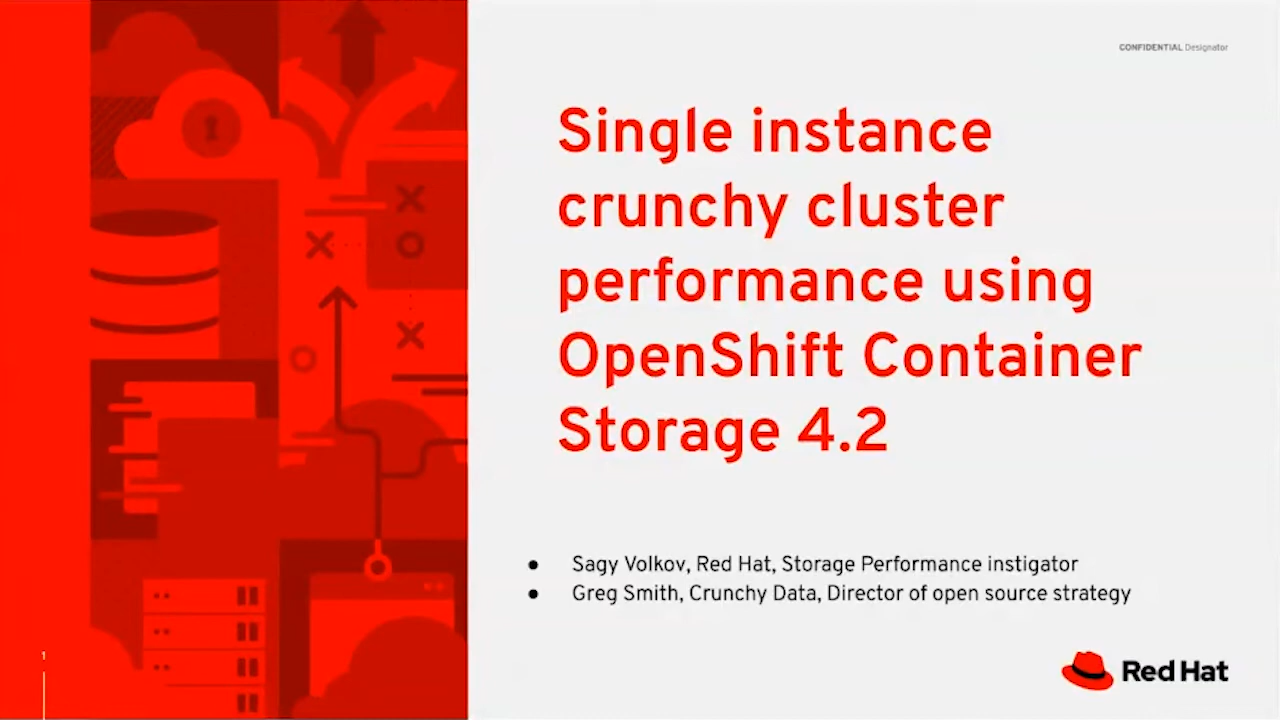 CONFIDENTIAL Designator
Single instance
crunchy cluster
performance using
OpenShift Container
Storage 4.2
● Sagy Volkov, Red Hat, Storage Performance instigator
● Greg Smith, Crunchy Data, Director of open source strategy
1
Red Hat